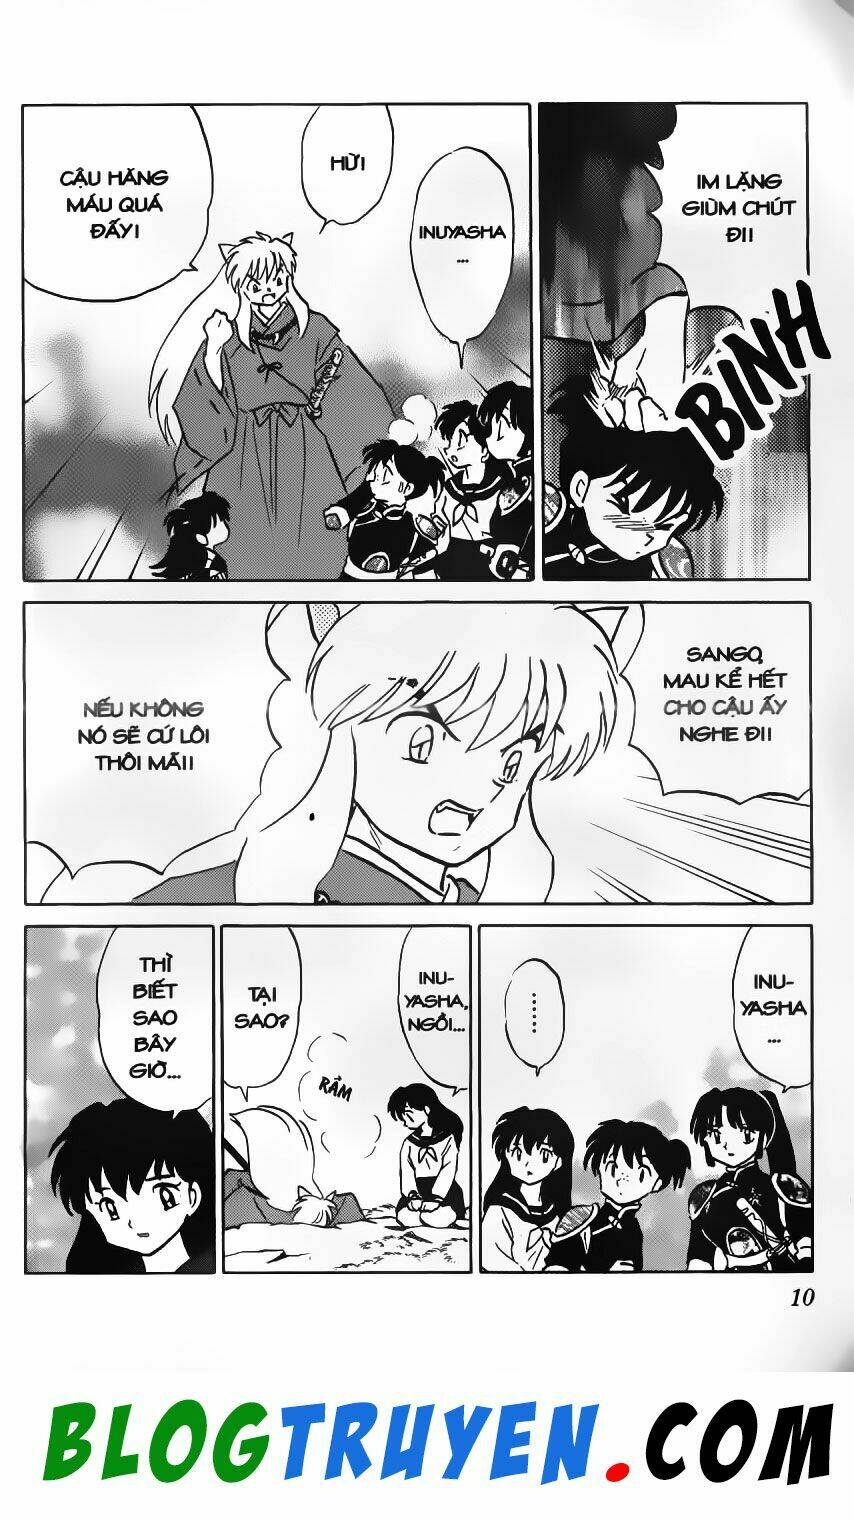 IM LẶNG
GIÙM CHÚT
ĐI!
BINH
INUYASHA
...
HỪ!
CẬU HĂNG
MÁU QUÁ
ĐẤY!
SANGO,
MAU KỂ HẾT
CHO CẬU ẤY
NGHE ĐI!
NẾU KHÔNG
NÓ SẼ CỨ LÔI
THÔI MÃI!
INU-
YASHA
...
......
INU-
YASHA,
NGỒI...
RẦM
TẠI
SAO?
THÌ
BIẾT
SAO
BÂY
GIỜ...
10
BLOGTRUYEN.COM